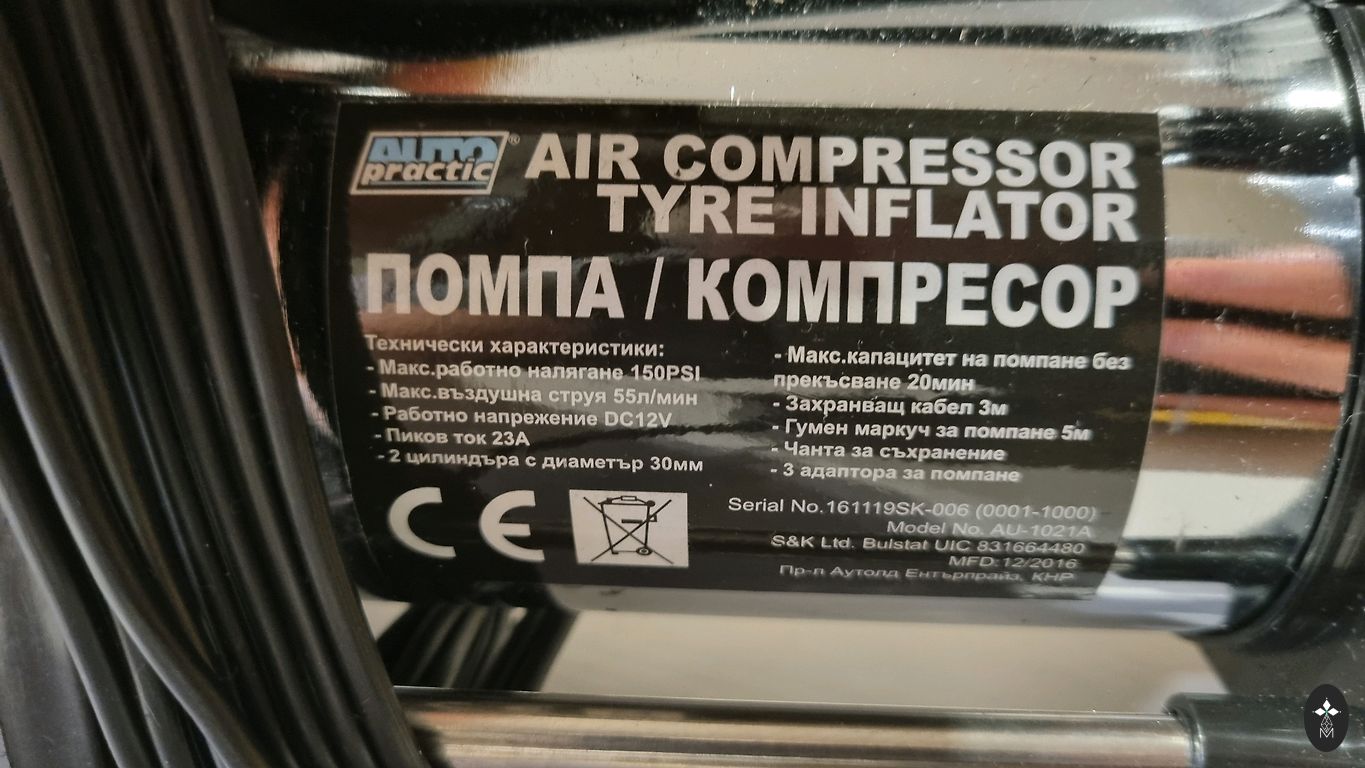 AUTO practic®
AIR COMPRESSOR
TYRE INFLATOR
ПОМПА / КОМПРЕСОР
Технически характеристики:
- Макс.работно налягане 150PSI
- Макс.въздушна струя 55л/мин
- Работно напрежение DC12V
- Пиков ток 23А
- 2 цилиндъра с диаметър 30мм
- Макс.капацитет на помпане без
прекъсване 20мин
- Захранващ кабел 3м
- Гумен маркуч за помпане 5м
- Чанта за съхранение
- 3 адаптора за помпане
CE
Serial No.161119SK-006 (0001-1000)
Model No. AU-1021A
S&K Ltd. Bulstat UIC 831664480
MFD:12/2016
Пр-л Аутолд Ентърпрайз, КНР
M